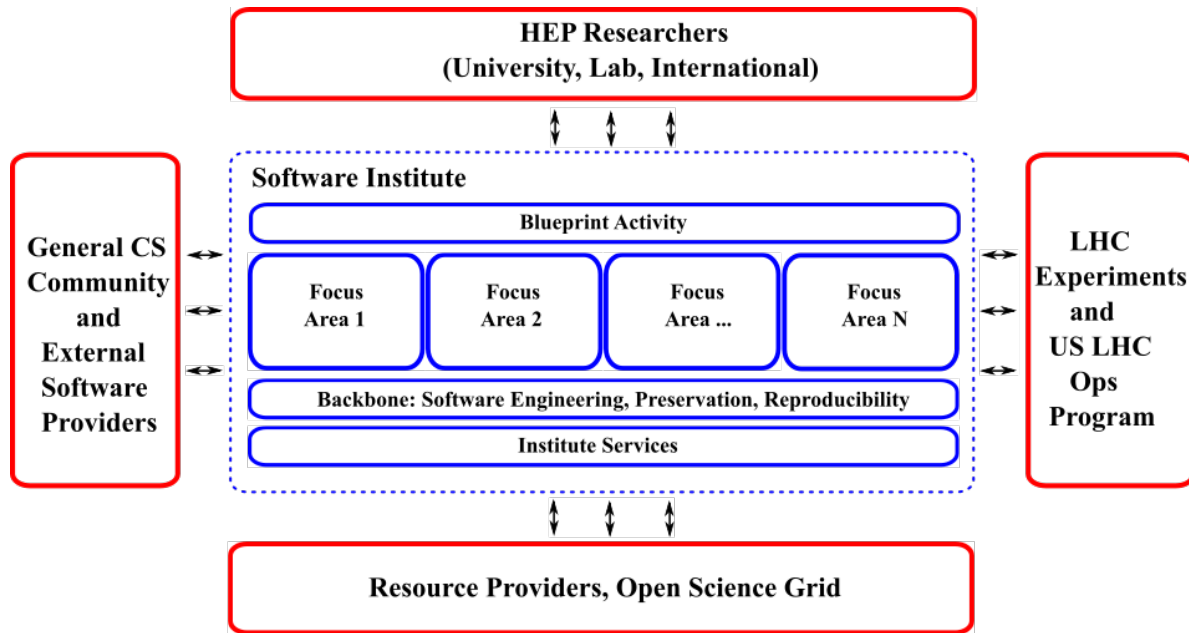 HEP Researchers
(University, Lab, International)
Software Institute
Blueprint Activity
General CS
Community
and
External
Software
Providers
Focus
Area 1
Focus
Area 2
Focus
Area ...
Focus
Area N
LHC
Experiments
and
US LHC
Ops
Program
Backbone: Software Engineering, Preservation, Reproducibility
Institute Services
Resource Providers, Open Science Grid